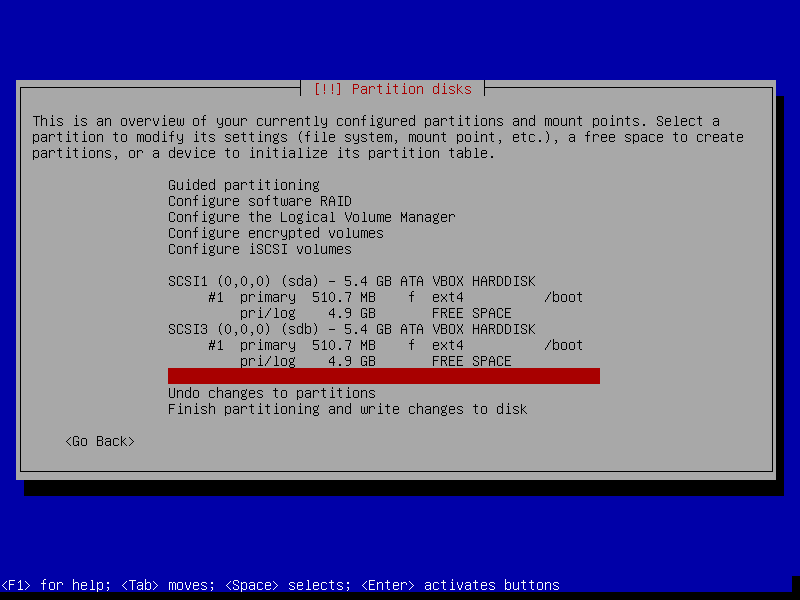 [!!] Partition disks
This is an overview of your currently configured partitions and mount points. Select a
partition to modify its settings (file system, mount point, etc.), a free space to create
partitions, or a device to initialize its partition table.
Guided partitioning
Configure software RAID
Configure the Logical Volume Manager
Configure encrypted volumes
Configure iSCSI volumes
SCSI1 (0,0,0) (sda) - 5.4 GB ATA VBOX HARDDISK
#1 primary 510.7 MB f ext4 /boot
pri/log 4.9 GB FREE SPACE
SCSI3 (0,0,0) (sdb) - 5.4 GB ATA VBOX HARDDISK
#1 primary 510.7 MB f ext4 /boot
pri/log 4.9 GB FREE SPACE
Undo changes to partitions
Finish partitioning and write changes to disk
<Go Back>
<F1> for help; <Tab> moves; <Space> selects; <Enter> activates buttons